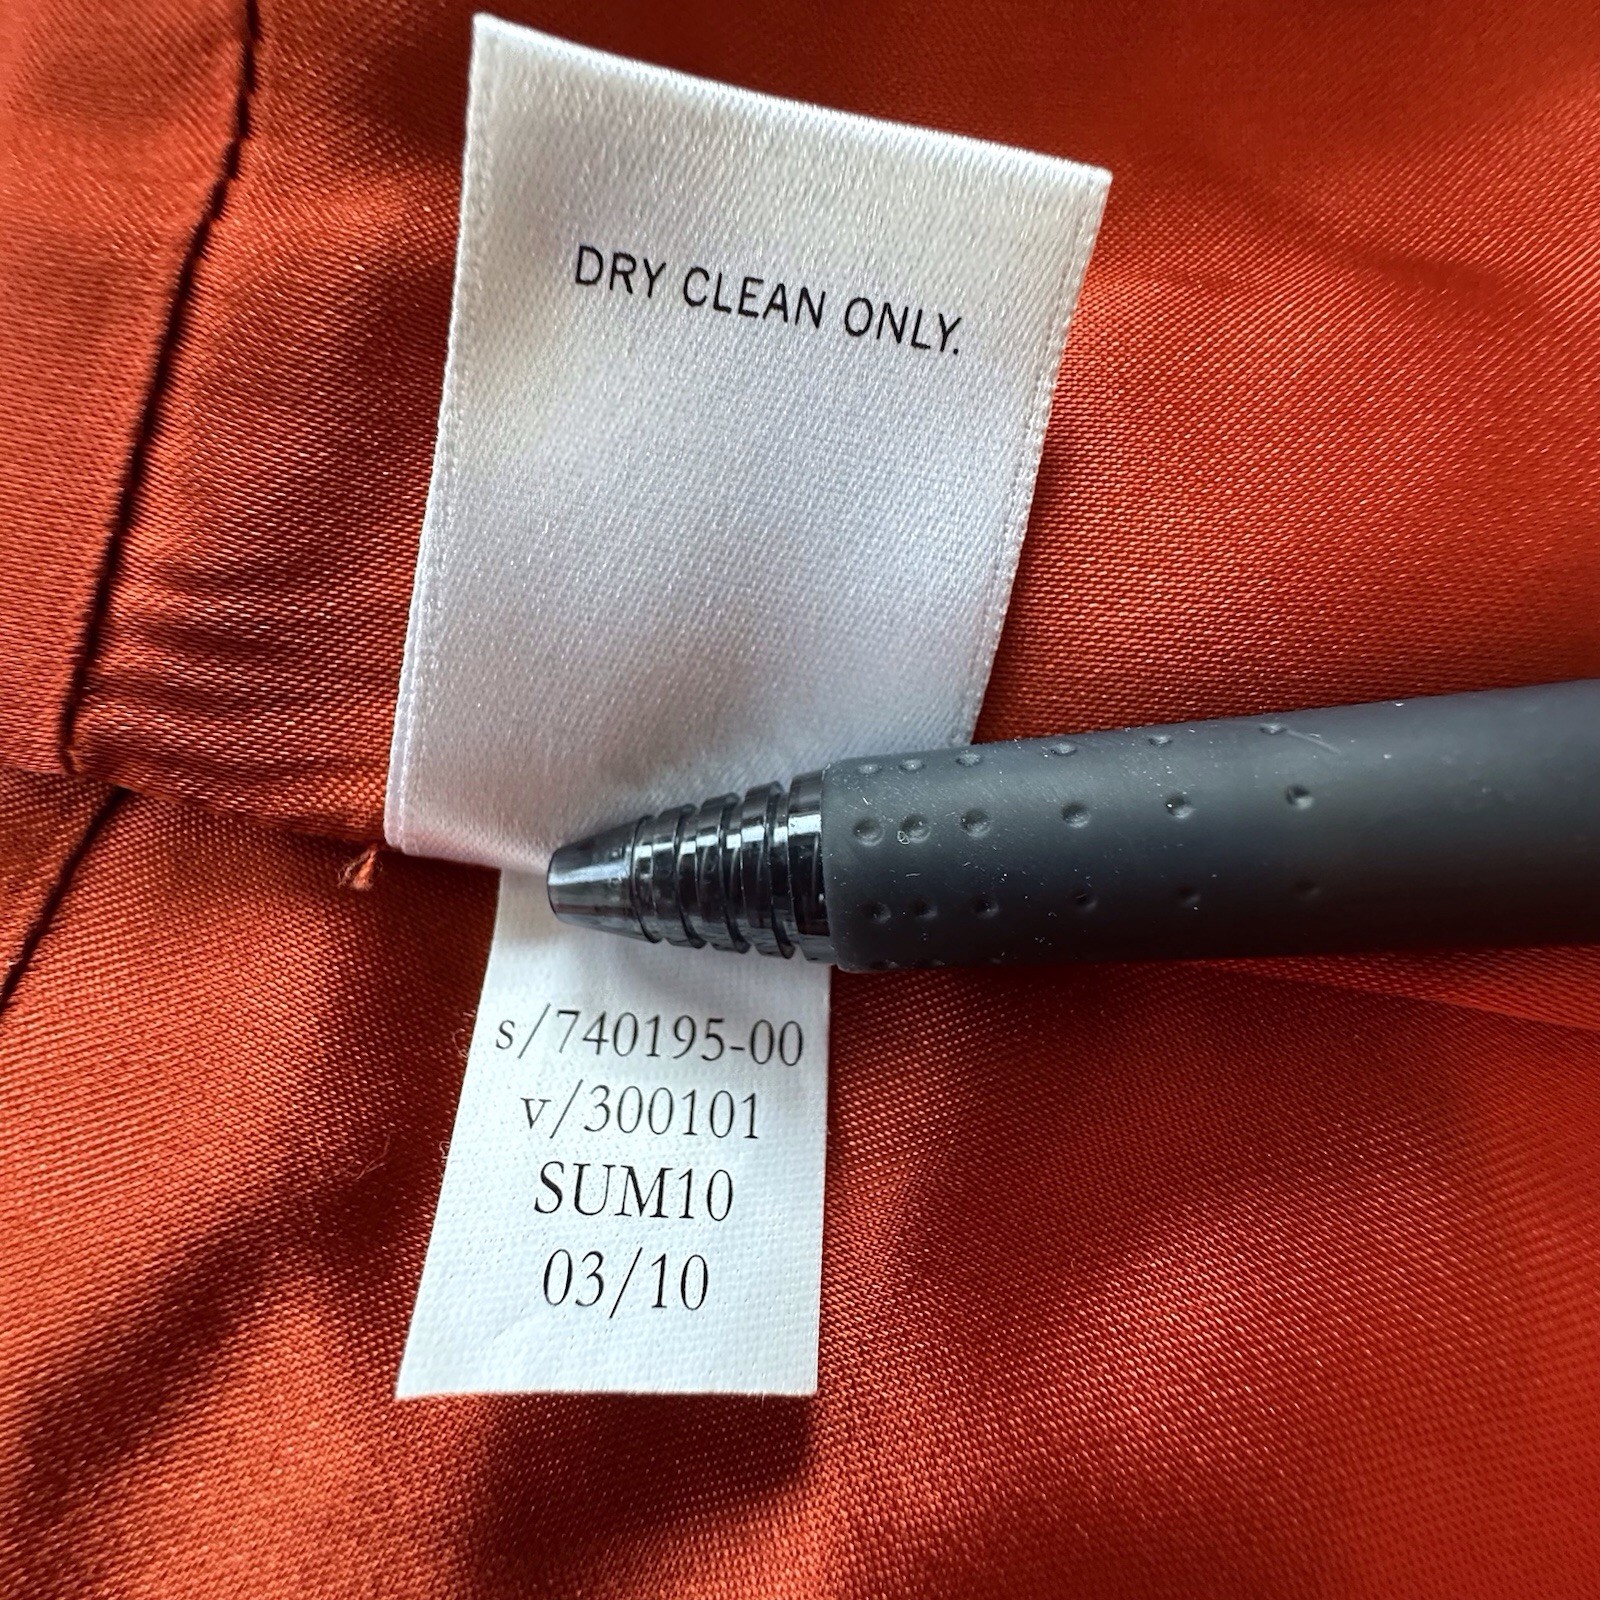 DRY CLEAN ONLY.
s/740195-00
v/300101
SUM10
03/10